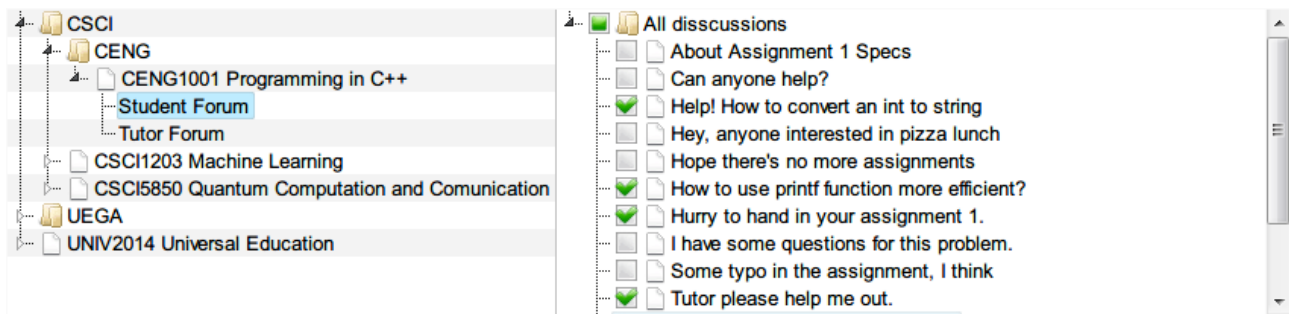 CSCI
CENG
CENG1001 Programming in C++
Student Forum
Tutor Forum
CSCI1203 Machine Learning
CSCI5850 Quantum Computation and Comunication
UEGA
UNIV2014 Universal Education
All disscussions
About Assignment 1 Specs
Can anyone help?
Help! How to convert an int to string
Hey, anyone interested in pizza lunch
Hope there's no more assignments
How to use printf function more efficient?
Hurry to hand in your assignment 1.
I have some questions for this problem.
Some typo in the assignment, I think
Tutor please help me out.